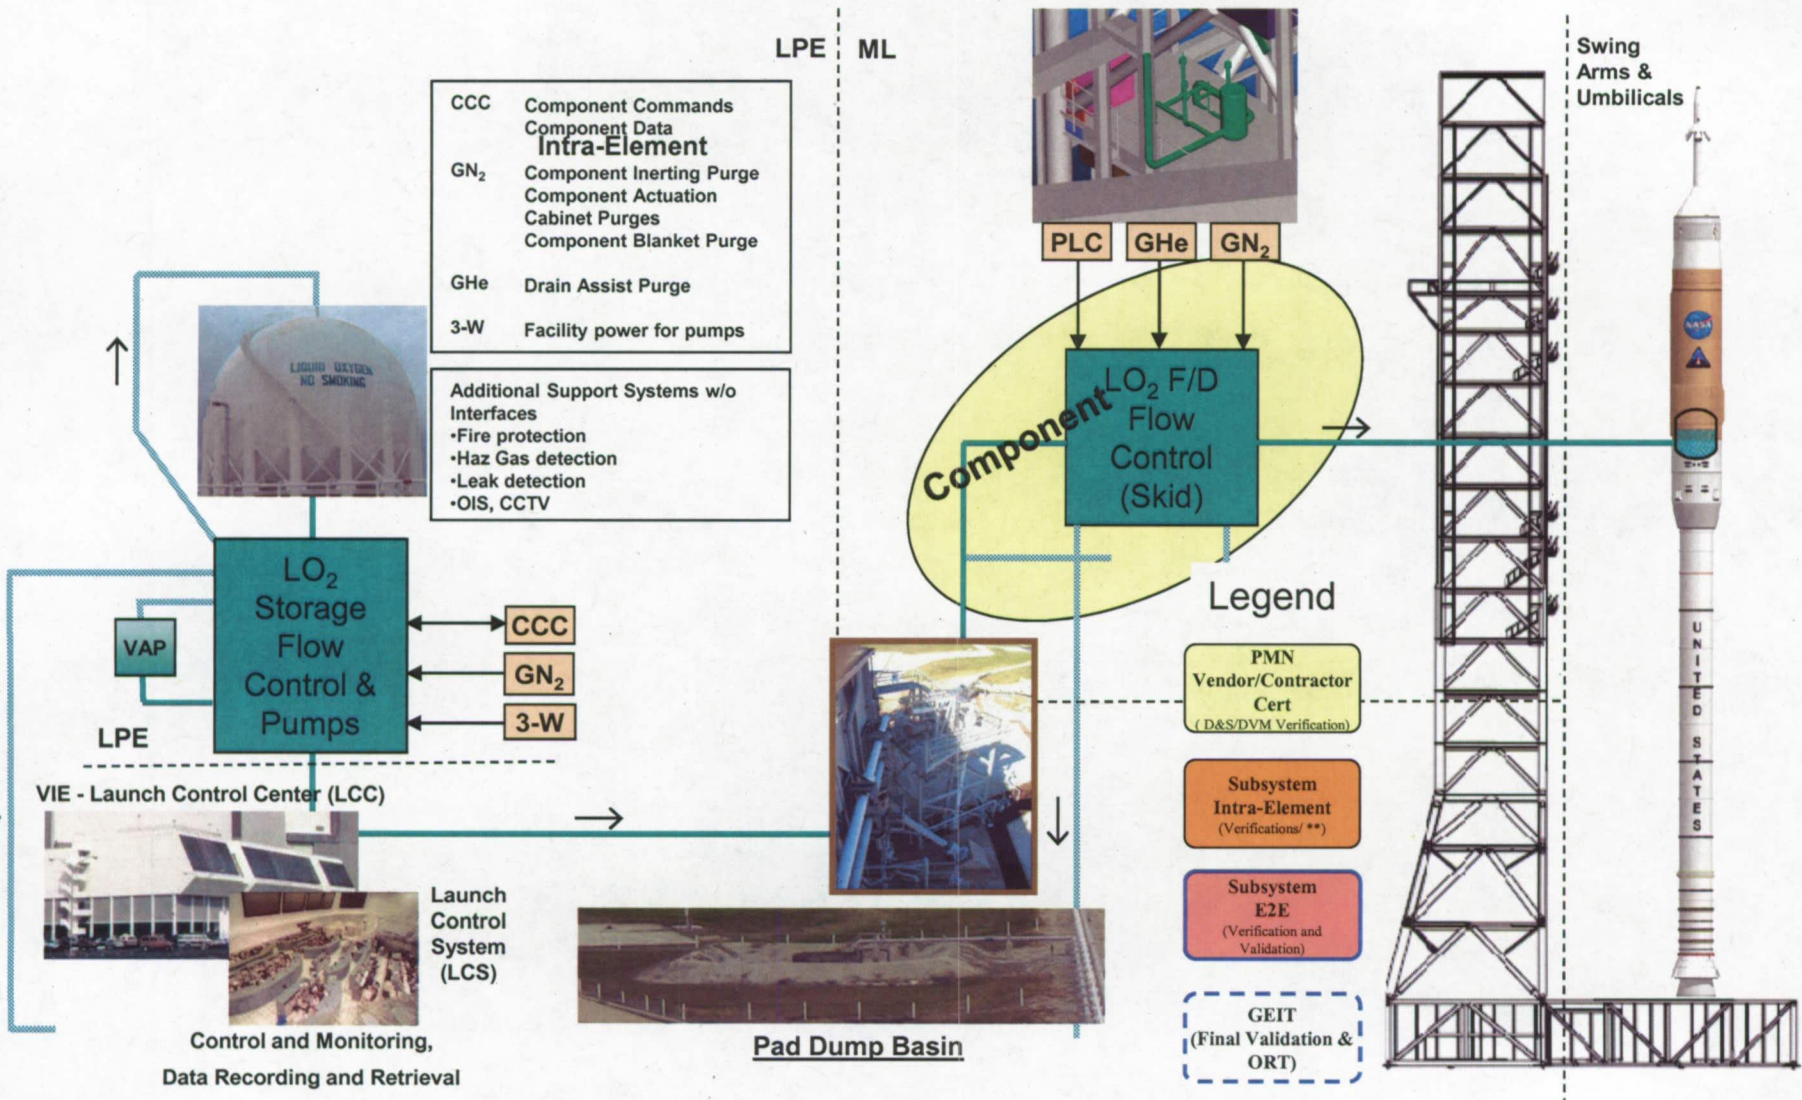 LPE
ML
Swing
Arms &
Umbilicals
CCC Component Commands
Component Data
Intra-Element
GN₂ Component Inerting Purge
Component Actuation
Cabinet Purges
Component Blanket Purge
GHe Drain Assist Purge
3-W Facility power for pumps
Additional Support Systems w/o
Interfaces
•Fire protection
•Haz Gas detection
•Leak detection
•OIS, CCTV
LIQUID OXYGEN
NO SMOKING
LO₂
Storage
Flow
Control &
Pumps
VAP
CCC
GN₂
3-W
LPE
VIE - Launch Control Center (LCC)
Launch
Control
System
(LCS)
Control and Monitoring,
Data Recording and Retrieval
PLC
GHe
GN₂
Component
LO₂ F/D
Flow
Control
(Skid)
Pad Dump Basin
Legend
PMN
Vendor/Contractor
Cert
( D&S/DVM Verification)
Subsystem
Intra-Element
(Verifications/ **)
Subsystem
E2E
(Verification and
Validation)
GEIT
(Final Validation &
ORT)
NASA
UNITED STATES